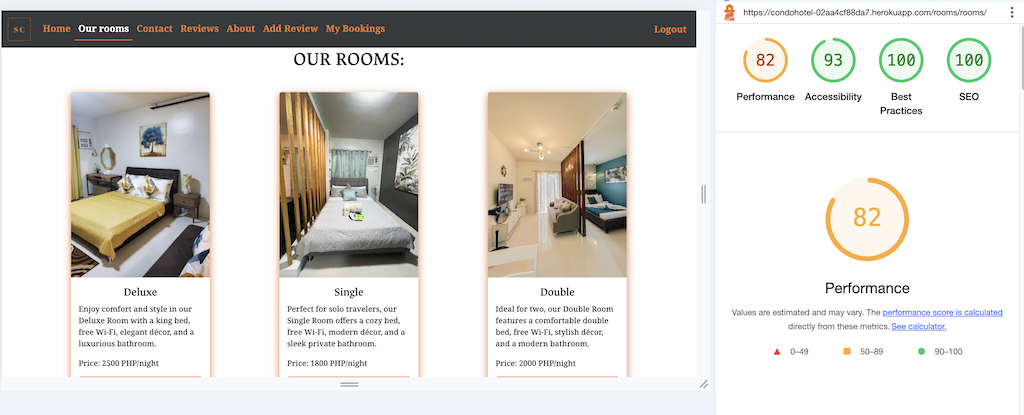 SC
Home Our rooms Contact Reviews About Add Review My Bookings Logout
OUR ROOMS:
Deluxe
Enjoy comfort and style in our
Deluxe Room with a king bed,
free Wi-Fi, elegant décor, and a
luxurious bathroom.
Price: 2500 PHP/night
Single
Perfect for solo travelers, our
Single Room offers a cozy bed,
free Wi-Fi, modern décor, and a
sleek private bathroom.
Price: 1800 PHP/night
Double
Ideal for two, our Double Room
features a comfortable double
bed, free Wi-Fi, stylish décor,
and a modern bathroom.
Price: 2000 PHP/night
https://condohotel-02aa4cf88da7.herokuapp.com/rooms/rooms/
82 93 100 100
Performance Accessibility Best Practices SEO
82
Performance
Values are estimated and may vary. The performance score is calculated
directly from these metrics. See calculator.
0–49 50–89 90–100